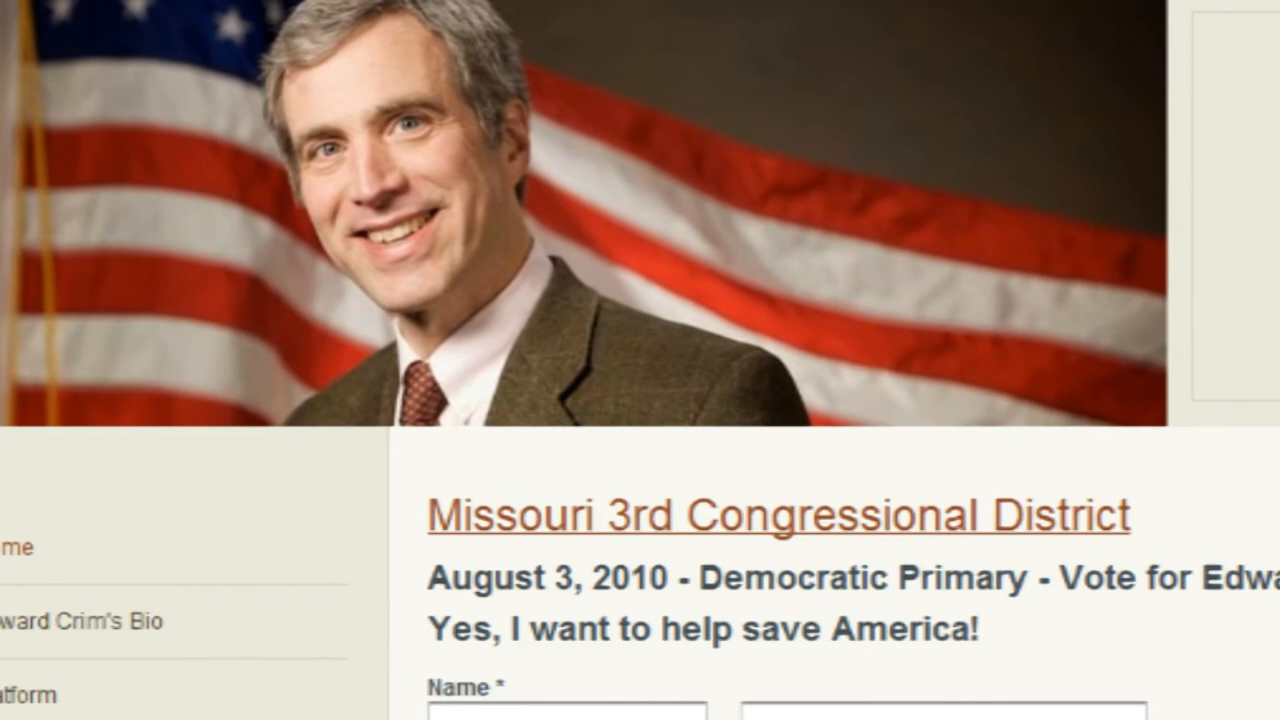 Missouri 3rd Congressional District
August 3, 2010 - Democratic Primary - Vote for Edwa
Yes, I want to help save America!
Name *
me
ward Crim's Bio
atform